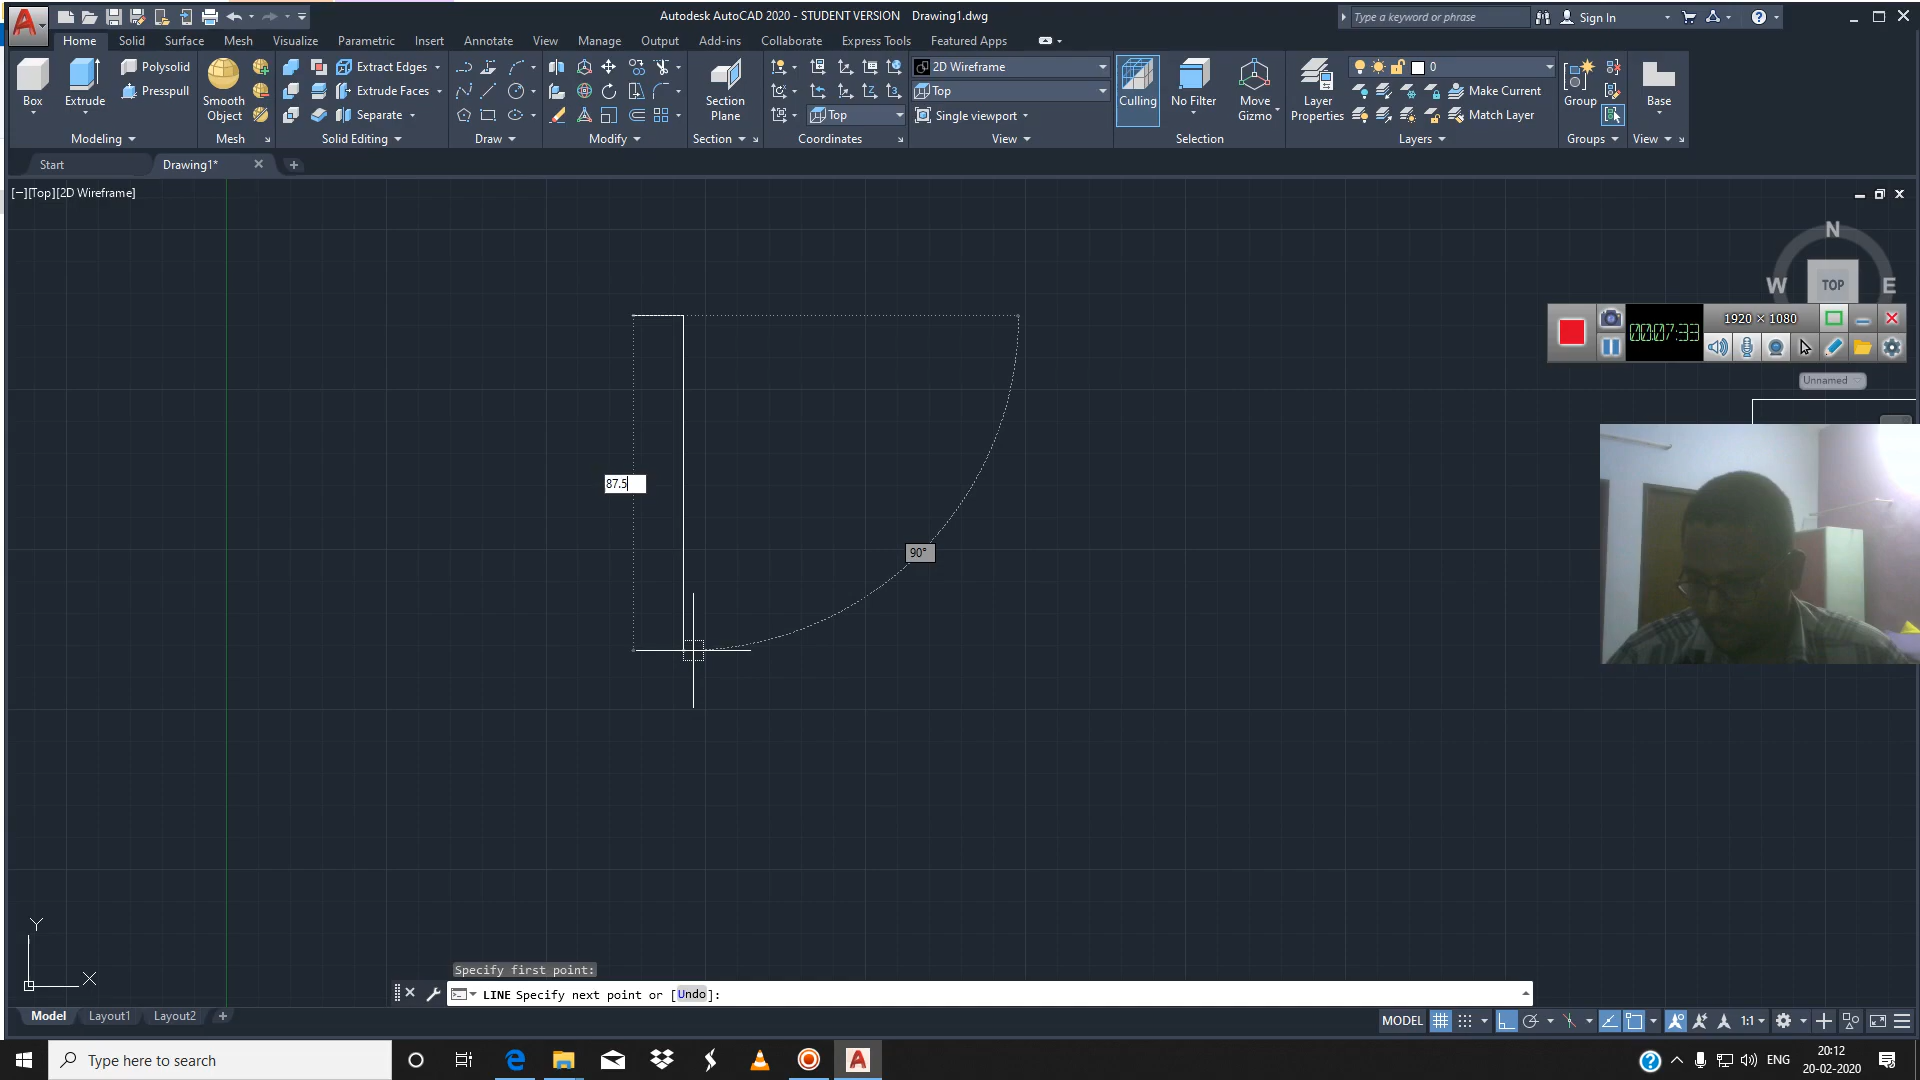 Autodesk AutoCAD 2020 - STUDENT VERSION Drawing1.dwg
Type a keyword or phrase
Sign In
Home Solid Surface Mesh Visualize Parametric Insert Annotate View Manage Output Add-ins Collaborate Express Tools Featured Apps
Box
Extrude
Polysolid
Presspull
Modeling
Smooth
Object
Mesh
Extract Edges
Extrude Faces
Separate
Solid Editing
Draw
Modify
Section
Plane
Section
Top
Coordinates
2D Wireframe
Top
Single viewport
View
Culling
No Filter
Move
Gizmo
Selection
Layer
Properties
0
Make Current
Match Layer
Layers
Group
Groups
Base
View
Start
Drawing1*
[−][Top][2D Wireframe]
N
W
TOP
E
00:07:33
1920 × 1080
Unnamed
87.5
90°
Y
X
Specify first point:
LINE Specify next point or [Undo]:
Model Layout1 Layout2
MODEL
1:1
Type here to search
ENG
20:12
20-02-2020